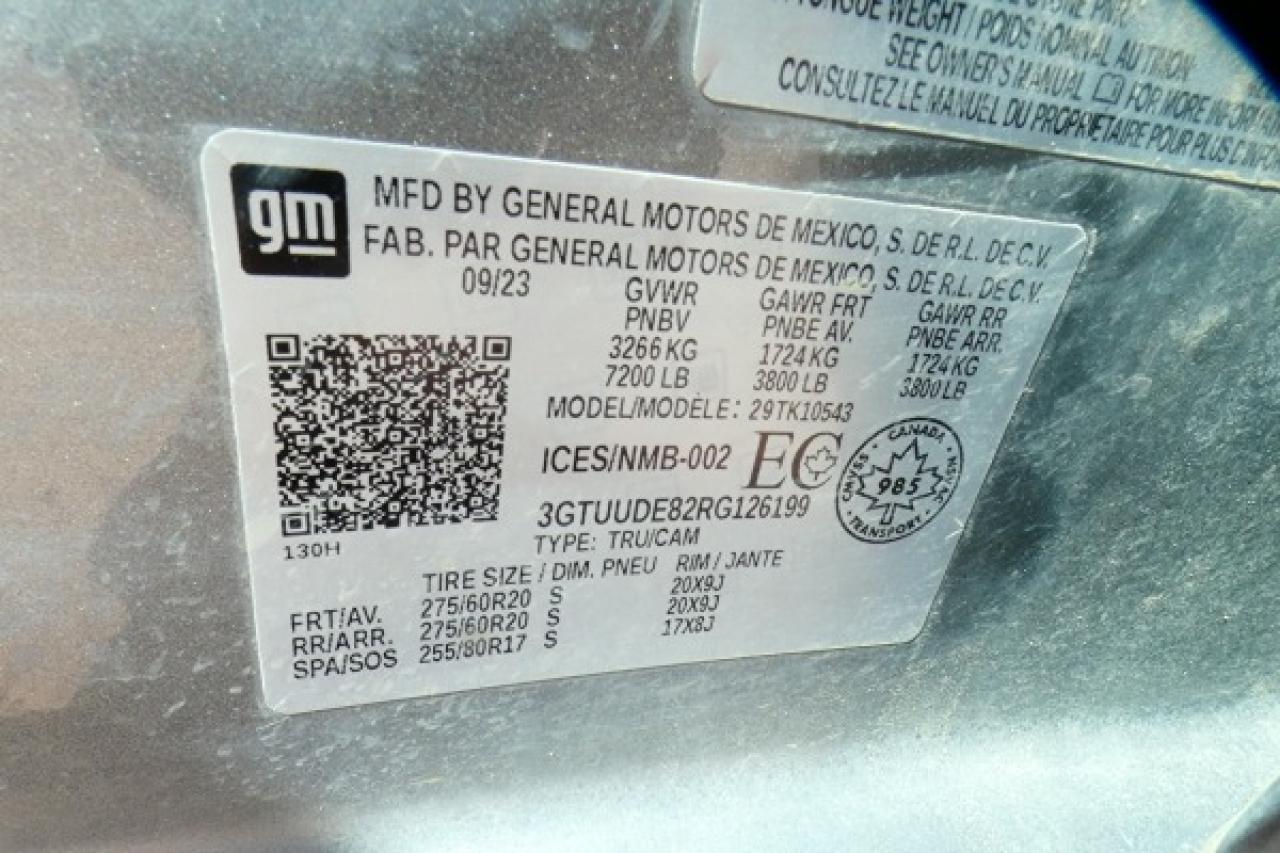 TONGUE WEIGHT / POIDS NOMINAL AU TIMON
SEE OWNER'S MANUAL FOR MORE
CONSULTEZ LE MANUEL DU PROPRIETAIRE POUR PLUS
gm
MFD BY GENERAL MOTORS DE MEXICO, S. DE R.L. DE C.V.
FAB. PAR GENERAL MOTORS DE MEXICO, S. DE R.L. DE C.V.
09/23 GVWR GAWR FRT GAWR RR
PNBV PNBE AV. PNBE ARR.
3266 KG 1724 KG 1724 KG
7200 LB 3800 LB 3800 LB
MODEL/MODÈLE: 29TK10543
ICES/NMB-002 EC
CANADA
CMVSS · NSVAC
985
TRANSPORT
3GTUUDE82RG126199
130H
TYPE: TRU/CAM
TIRE SIZE / DIM. PNEU RIM / JANTE
FRT/AV. 275/60R20 S 20X9J
RR/ARR. 275/60R20 S 20X9J
SPA/SOS 255/80R17 S 17X8J